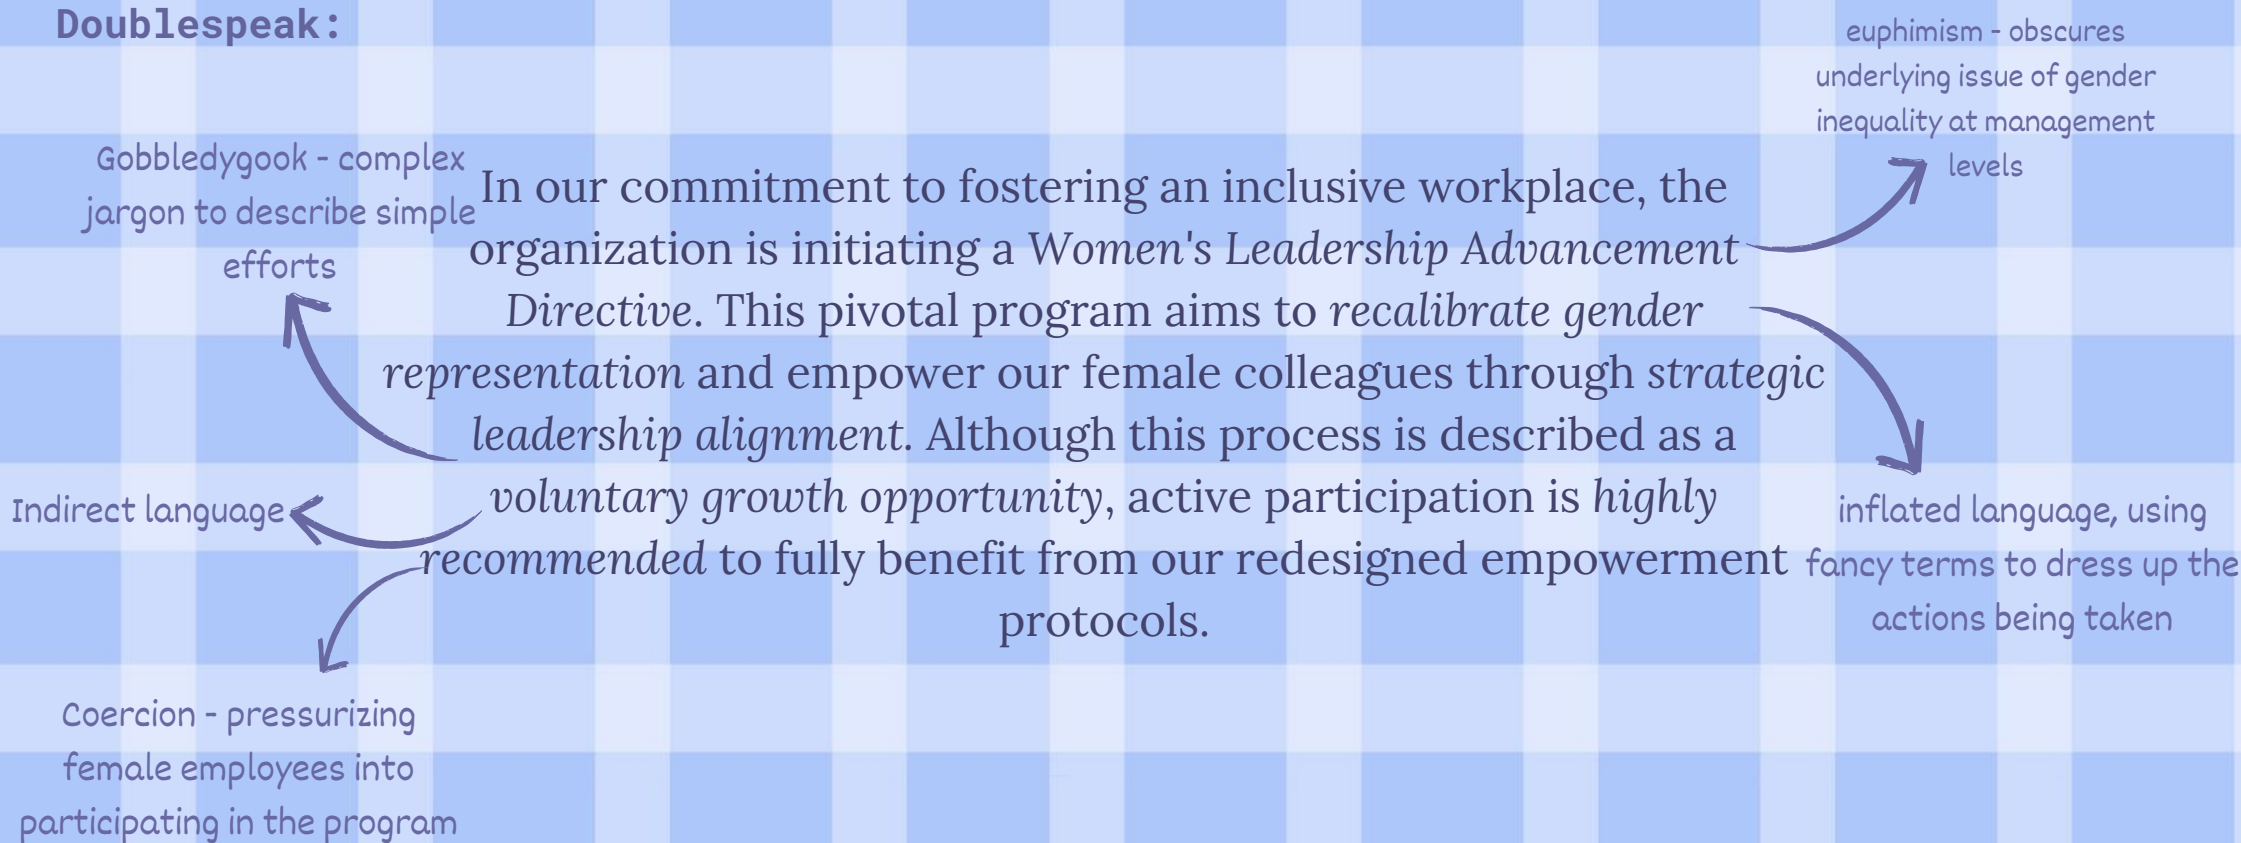 Doublespeak:
euphimism - obscures
underlying issue of gender
inequality at management
levels
Gobbledygook - complex
jargon to describe simple
efforts
In our commitment to fostering an inclusive workplace, the
organization is initiating a Women's Leadership Advancement
Directive. This pivotal program aims to recalibrate gender
representation and empower our female colleagues through strategic
leadership alignment. Although this process is described as a
voluntary growth opportunity, active participation is highly
recommended to fully benefit from our redesigned empowerment
protocols.
Indirect language
inflated language, using
fancy terms to dress up the
actions being taken
Coercion - pressurizing
female employees into
participating in the program